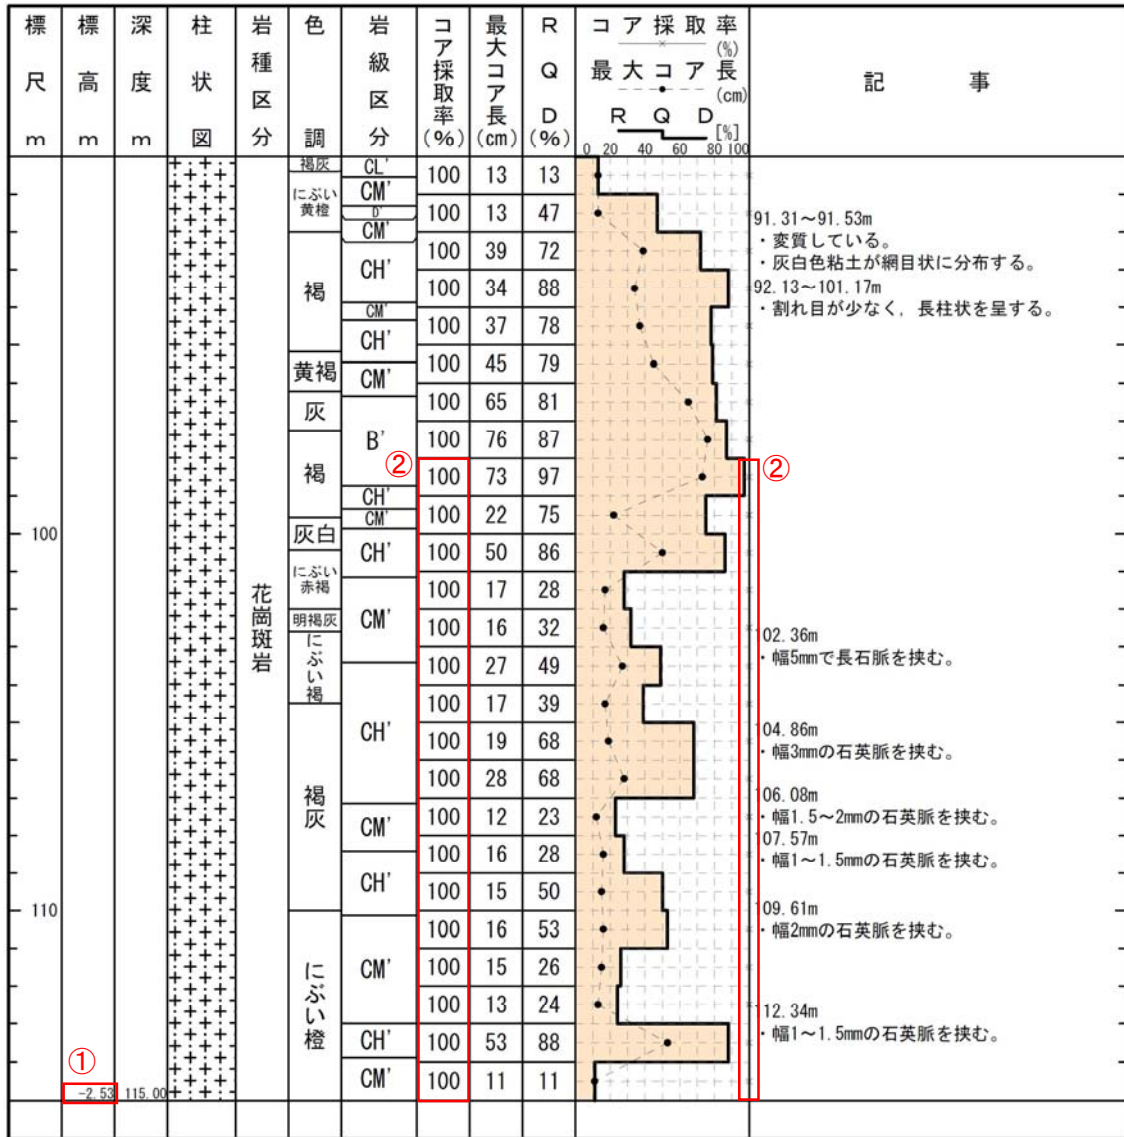 標尺m
標高m
深度m
柱状図
岩種区分
色調
岩級区分
コア採取率(%)
最大コア長(cm)
RQD(%)
コア採取率
(%)
最大コア長
(cm)
RQD
[%]
0 20 40 60 80 100
記事
褐灰
にぶい
黄橙
褐
黄褐
灰
褐
灰白
にぶい
赤褐
明褐灰
にぶい褐
褐灰
にぶい橙
CL'
CM'
D'
CM'
CH'
CM'
CH'
CM'
B'
CH'
CM'
CH'
CM'
CH'
CM'
CH'
CM'
CH'
CM'
花崗斑岩
100
110
100 13 13
100 13 47
100 39 72
100 34 88
100 37 78
100 45 79
100 65 81
100 76 87
② ②
100 73 97
100 22 75
100 50 86
100 17 28
100 16 32
100 27 49
100 17 39
100 19 68
100 28 68
100 12 23
100 16 28
100 15 50
100 16 53
100 15 26
100 13 24
100 53 88
100 11 11
91.31~91.53m
・変質している。
・灰白色粘土が網目状に分布する。
92.13~101.17m
・割れ目が少なく，長柱状を呈する。
02.36m
・幅5mmで長石脈を挟む。
04.86m
・幅3mmの石英脈を挟む。
06.08m
・幅1.5~2mmの石英脈を挟む。
07.57m
・幅1~1.5mmの石英脈を挟む。
09.61m
・幅2mmの石英脈を挟む。
12.34m
・幅1~1.5mmの石英脈を挟む。
①
-2.53 115.00